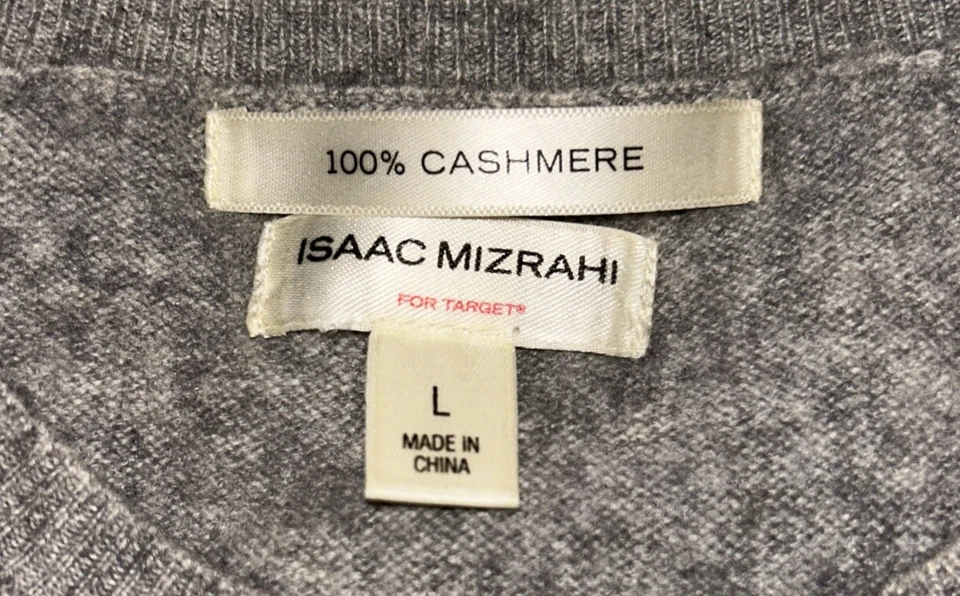 100% CASHMERE
ISAAC MIZRAHI
FOR TARGET®
L
MADE IN
CHINA